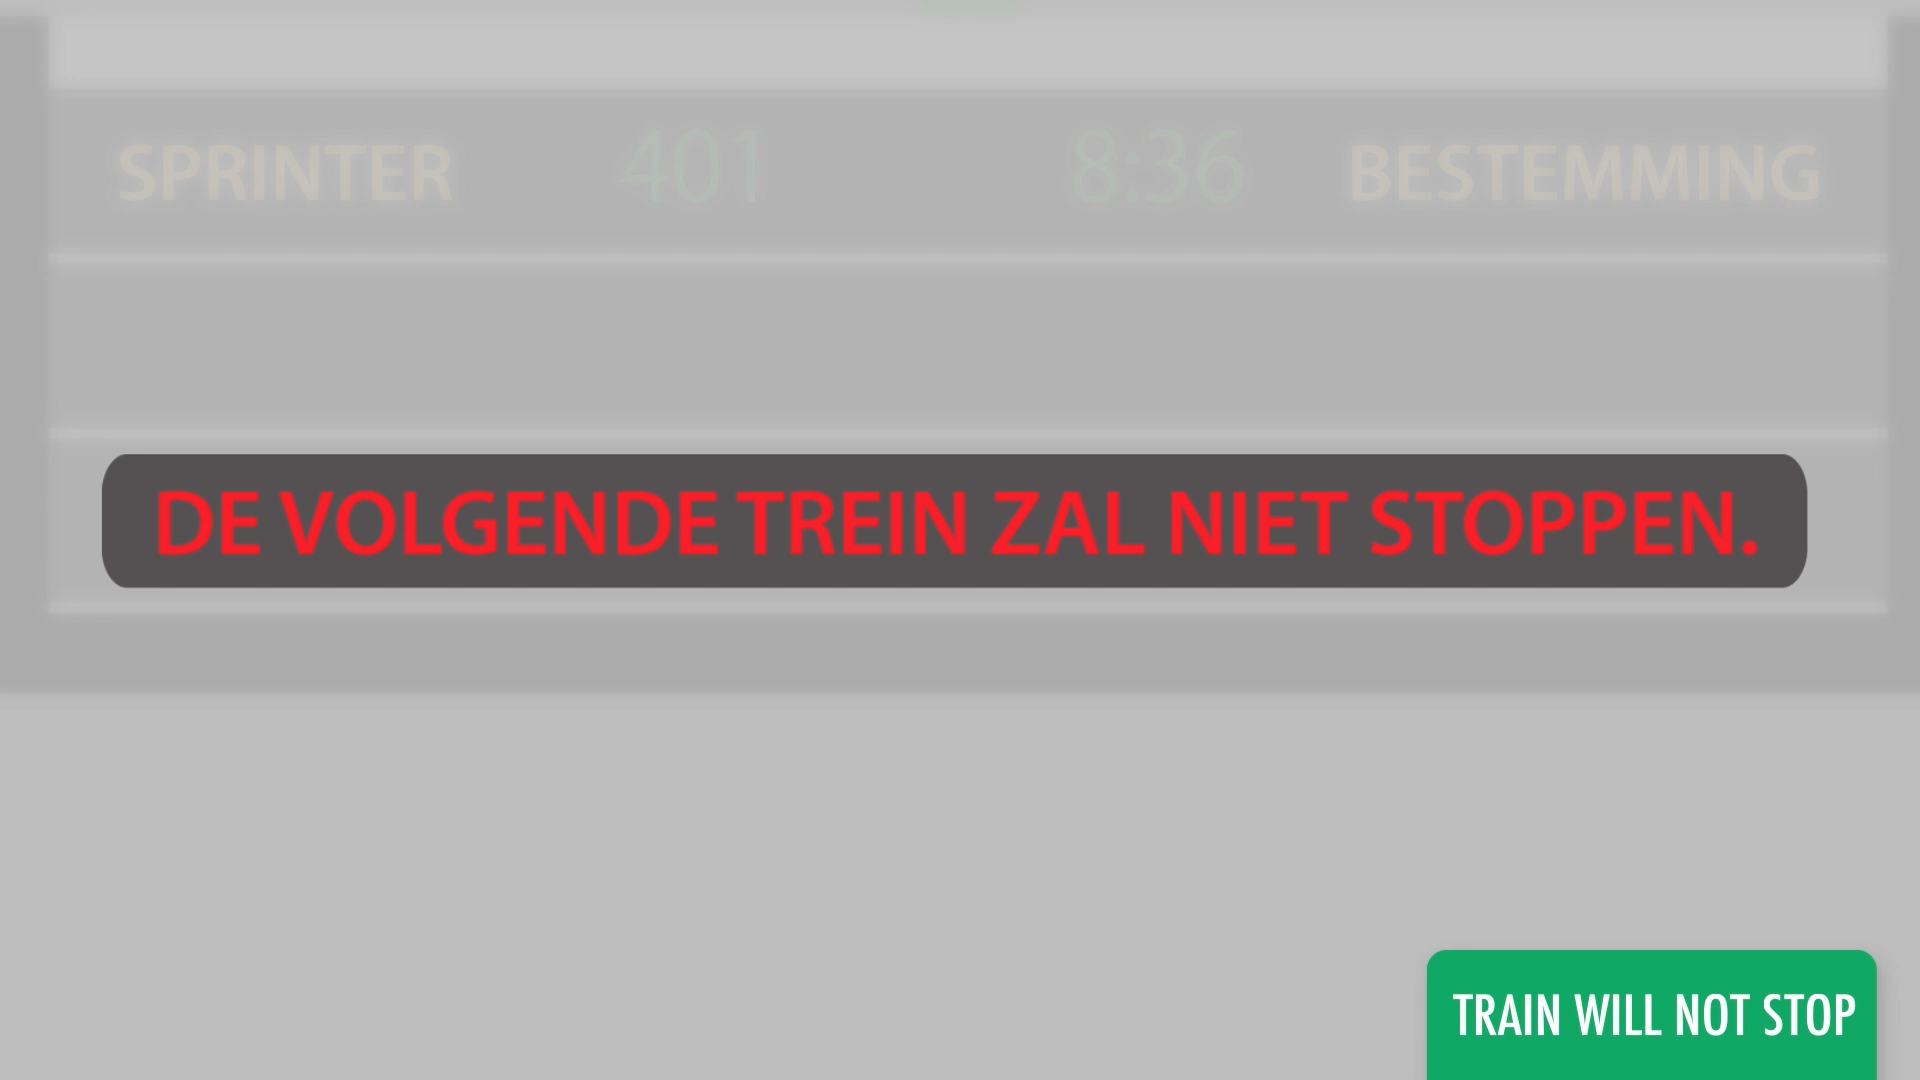 SPRINTER 401 8:36 BESTEMMING
DE VOLGENDE TREIN ZAL NIET STOPPEN.
TRAIN WILL NOT STOP